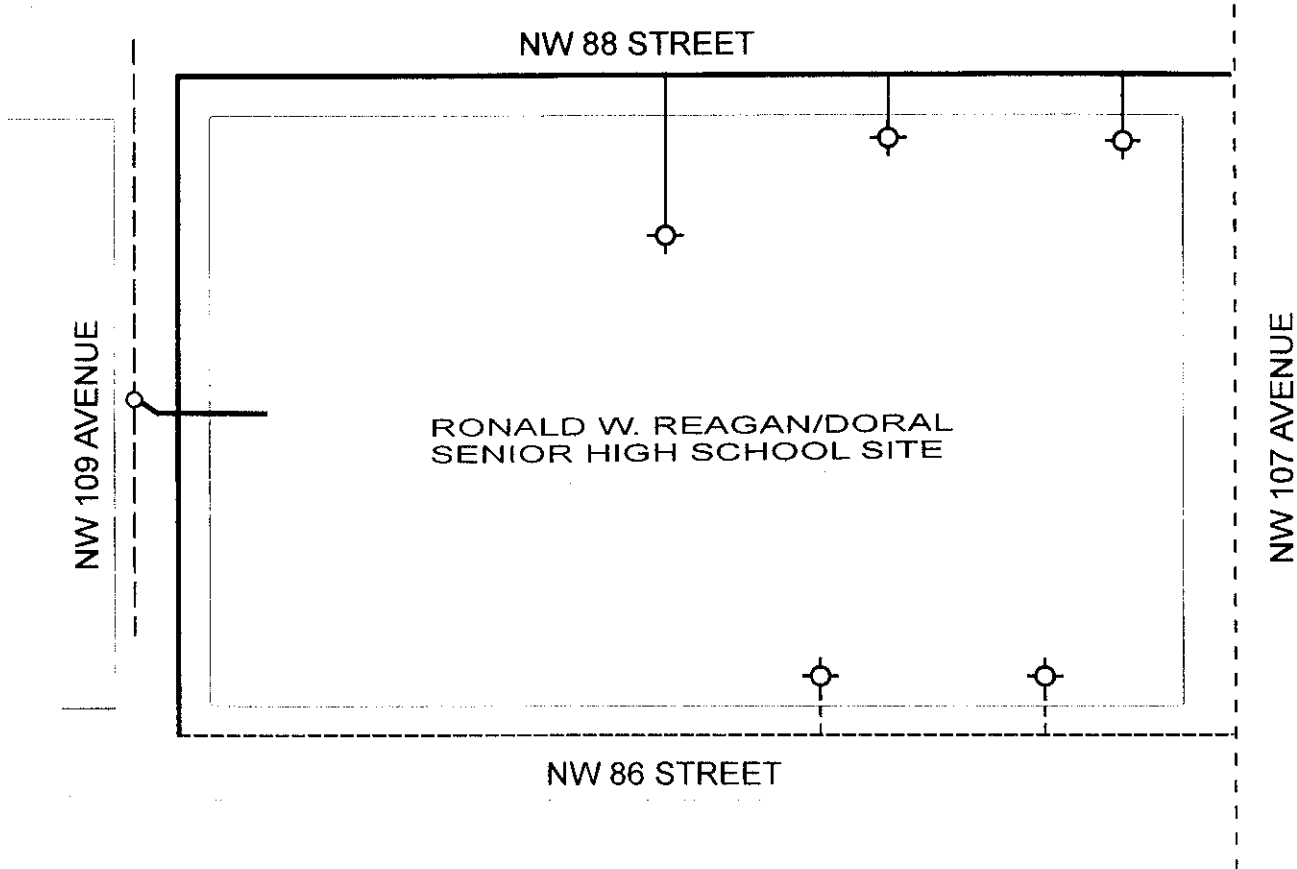 NW 88 STREET
NW 109 AVENUE
RONALD W. REAGAN/DORAL
SENIOR HIGH SCHOOL SITE
NW 107 AVENUE
NW 86 STREET